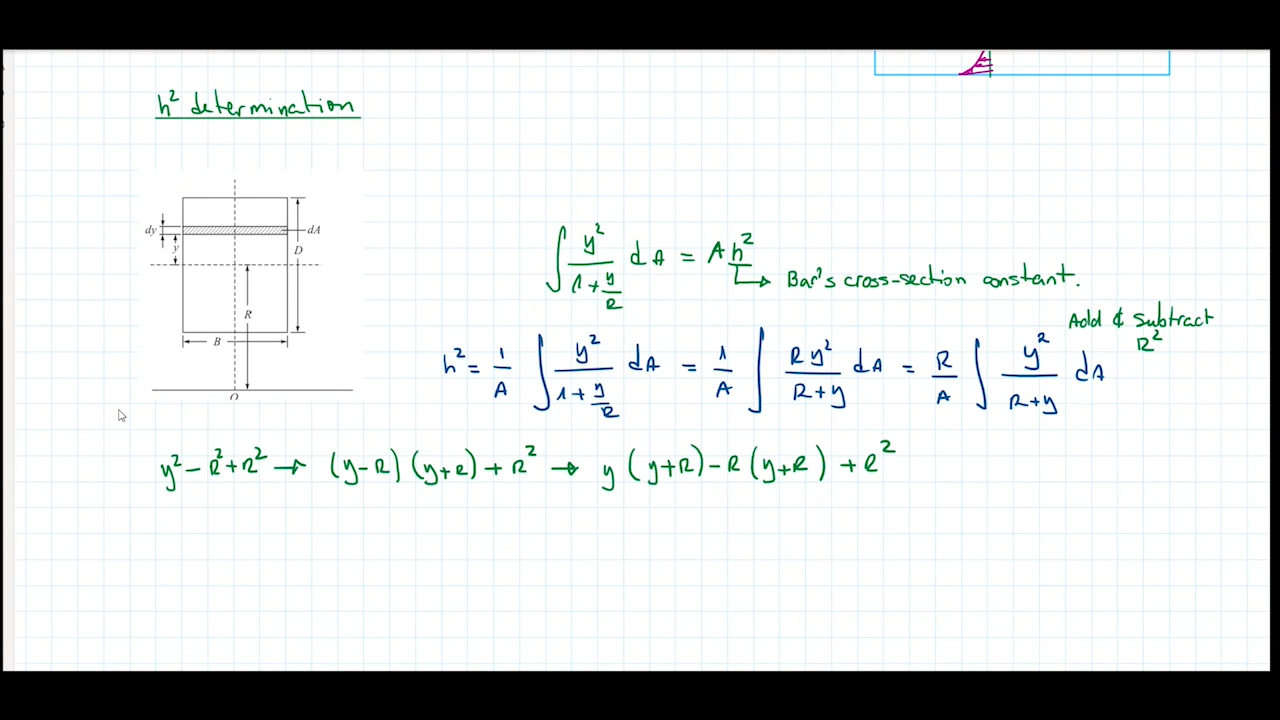 h² determination
dy
y
dA
D
R
B
O
∫ y²/(1+y/R) dA = Ah²
Bar's cross-section constant.
Add & subtract
R²
h² = 1/A ∫ y²/(1+y/R) dA = 1/A ∫ Ry²/(R+y) dA = R/A ∫ y²/(R+y) dA
y² - R² + R² → (y-R)(y+R) + R² → y(y+R) - R(y+R) + R²